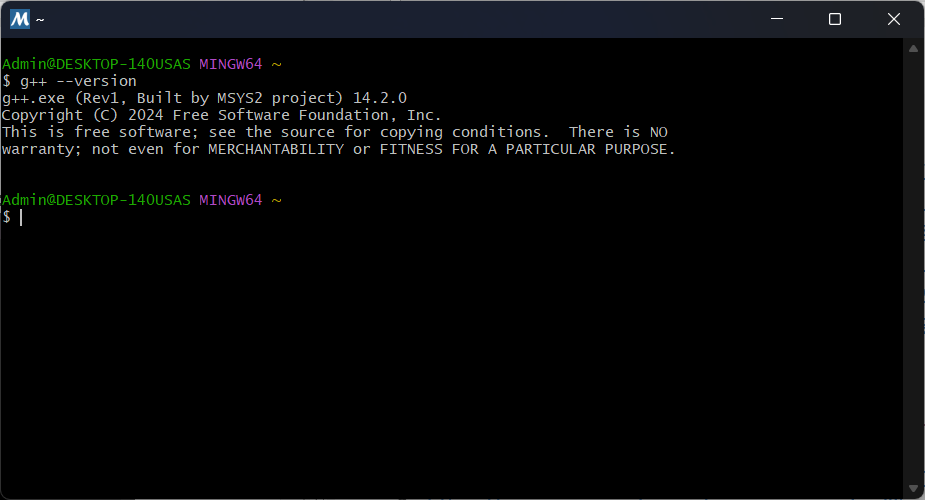 M ~
Admin@DESKTOP-140USAS MINGW64 ~
$ g++ --version
g++.exe (Rev1, Built by MSYS2 project) 14.2.0
Copyright (C) 2024 Free Software Foundation, Inc.
This is free software; see the source for copying conditions.  There is NO
warranty; not even for MERCHANTABILITY or FITNESS FOR A PARTICULAR PURPOSE.
Admin@DESKTOP-140USAS MINGW64 ~
$